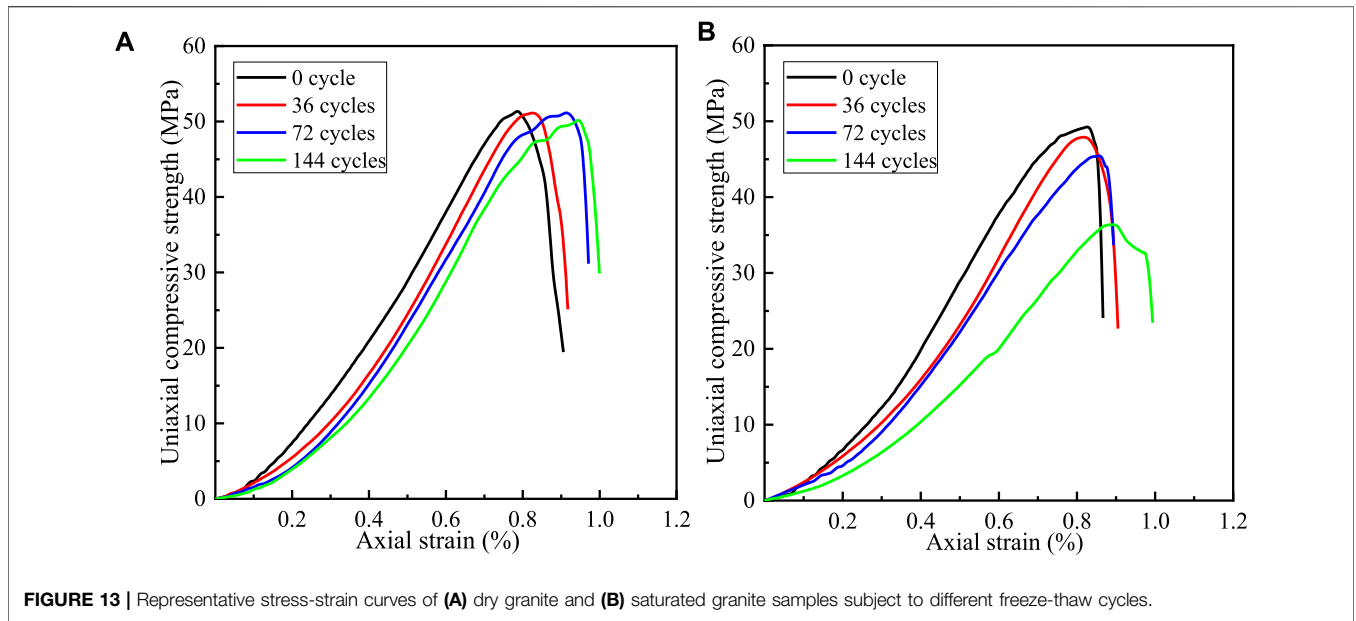 A
60
50
40
30
20
10
0
0.2 0.4 0.6 0.8 1.0 1.2
Uniaxial compressive strength (MPa)
Axial strain (%)
0 cycle
36 cycles
72 cycles
144 cycles
B
60
50
40
30
20
10
0
0.2 0.4 0.6 0.8 1.0 1.2
Uniaxial compressive strength (MPa)
Axial strain (%)
0 cycle
36 cycles
72 cycles
144 cycles
FIGURE 13 | Representative stress-strain curves of (A) dry granite and (B) saturated granite samples subject to different freeze-thaw cycles.